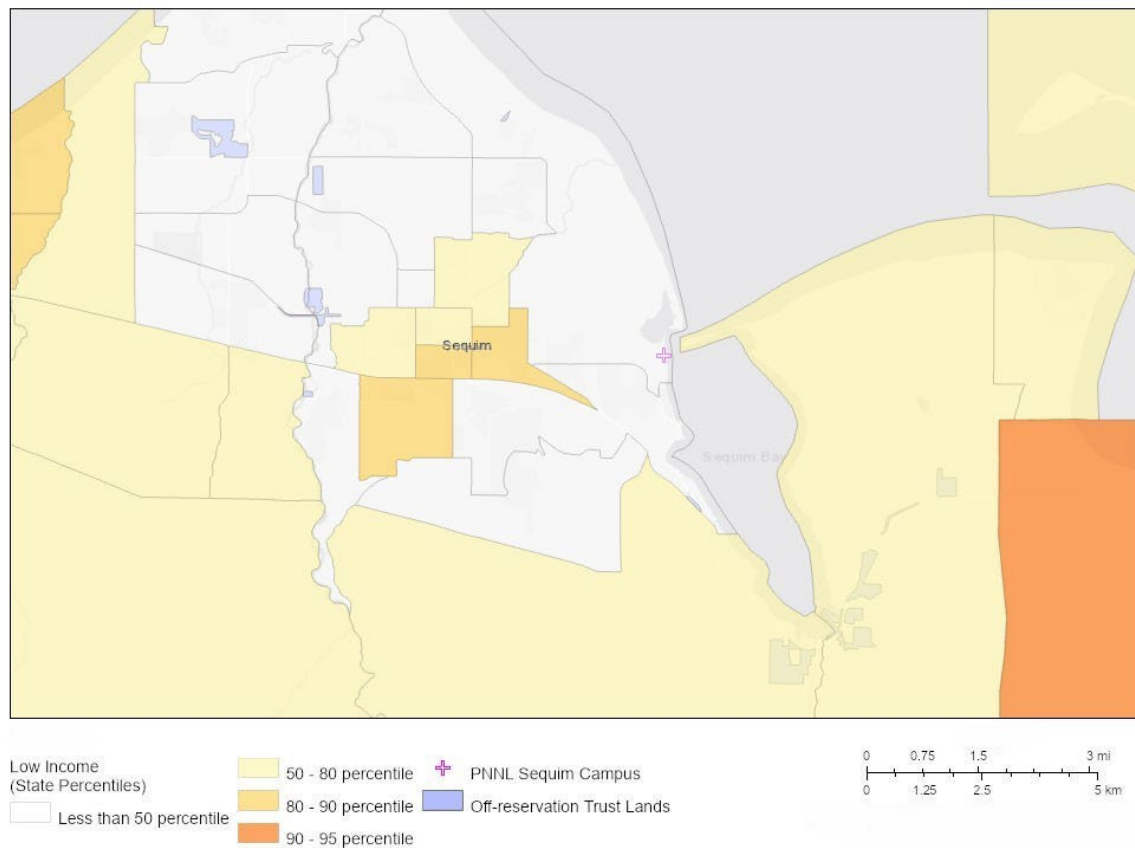 Sequim
Sequim Bay
Low Income
(State Percentiles)
Less than 50 percentile
50 - 80 percentile
80 - 90 percentile
90 - 95 percentile
PNNL Sequim Campus
Off-reservation Trust Lands
0 0.75 1.5 3 mi
0 1.25 2.5 5 km